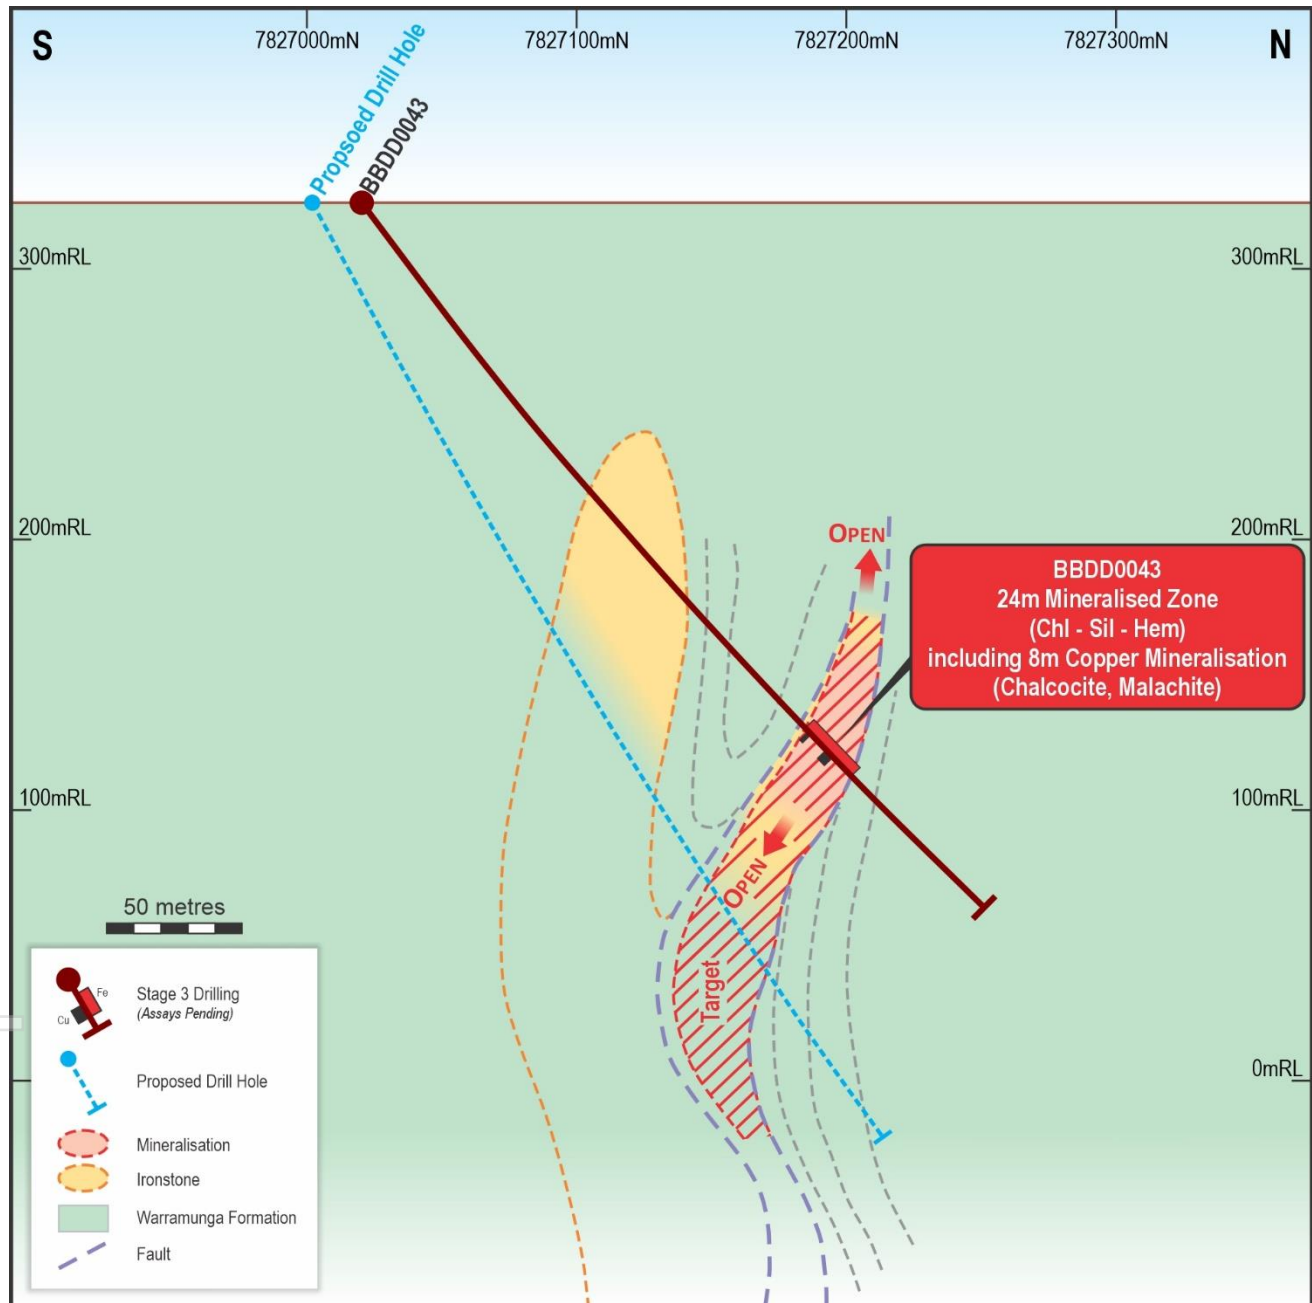 S
7827000mN
7827100mN
7827200mN
7827300mN
N
Propsoed Drill Hole
BBDD0043
300mRL
300mRL
200mRL
200mRL
OPEN
BBDD0043
24m Mineralised Zone
(Chl - Sil - Hem)
including 8m Copper Mineralisation
(Chalcocite, Malachite)
100mRL
100mRL
OPEN
Target
0mRL
50 metres
Fe
Cu
Stage 3 Drilling
(Assays Pending)
Proposed Drill Hole
Mineralisation
Ironstone
Warramunga Formation
Fault